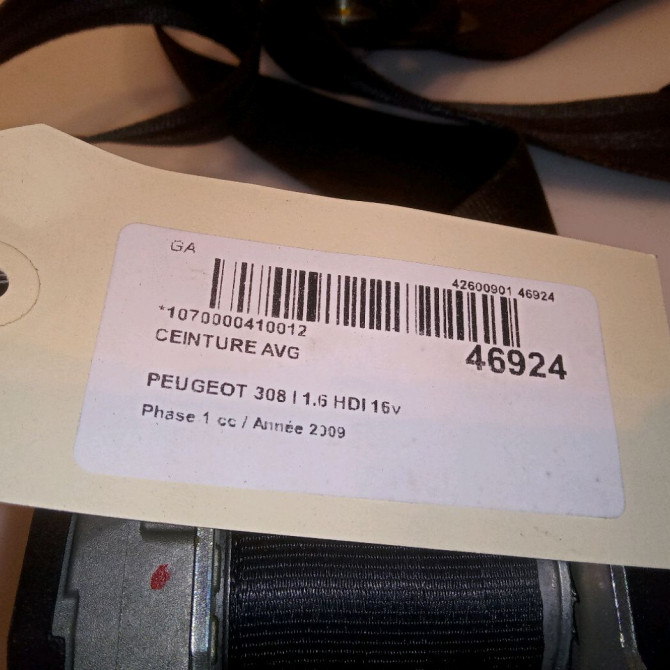 GA
42600901 46924
*1070000410012
CEINTURE AVG
46924
PEUGEOT 308 I 1.6 HDI 16v
Phase 1 cc / Année 2009